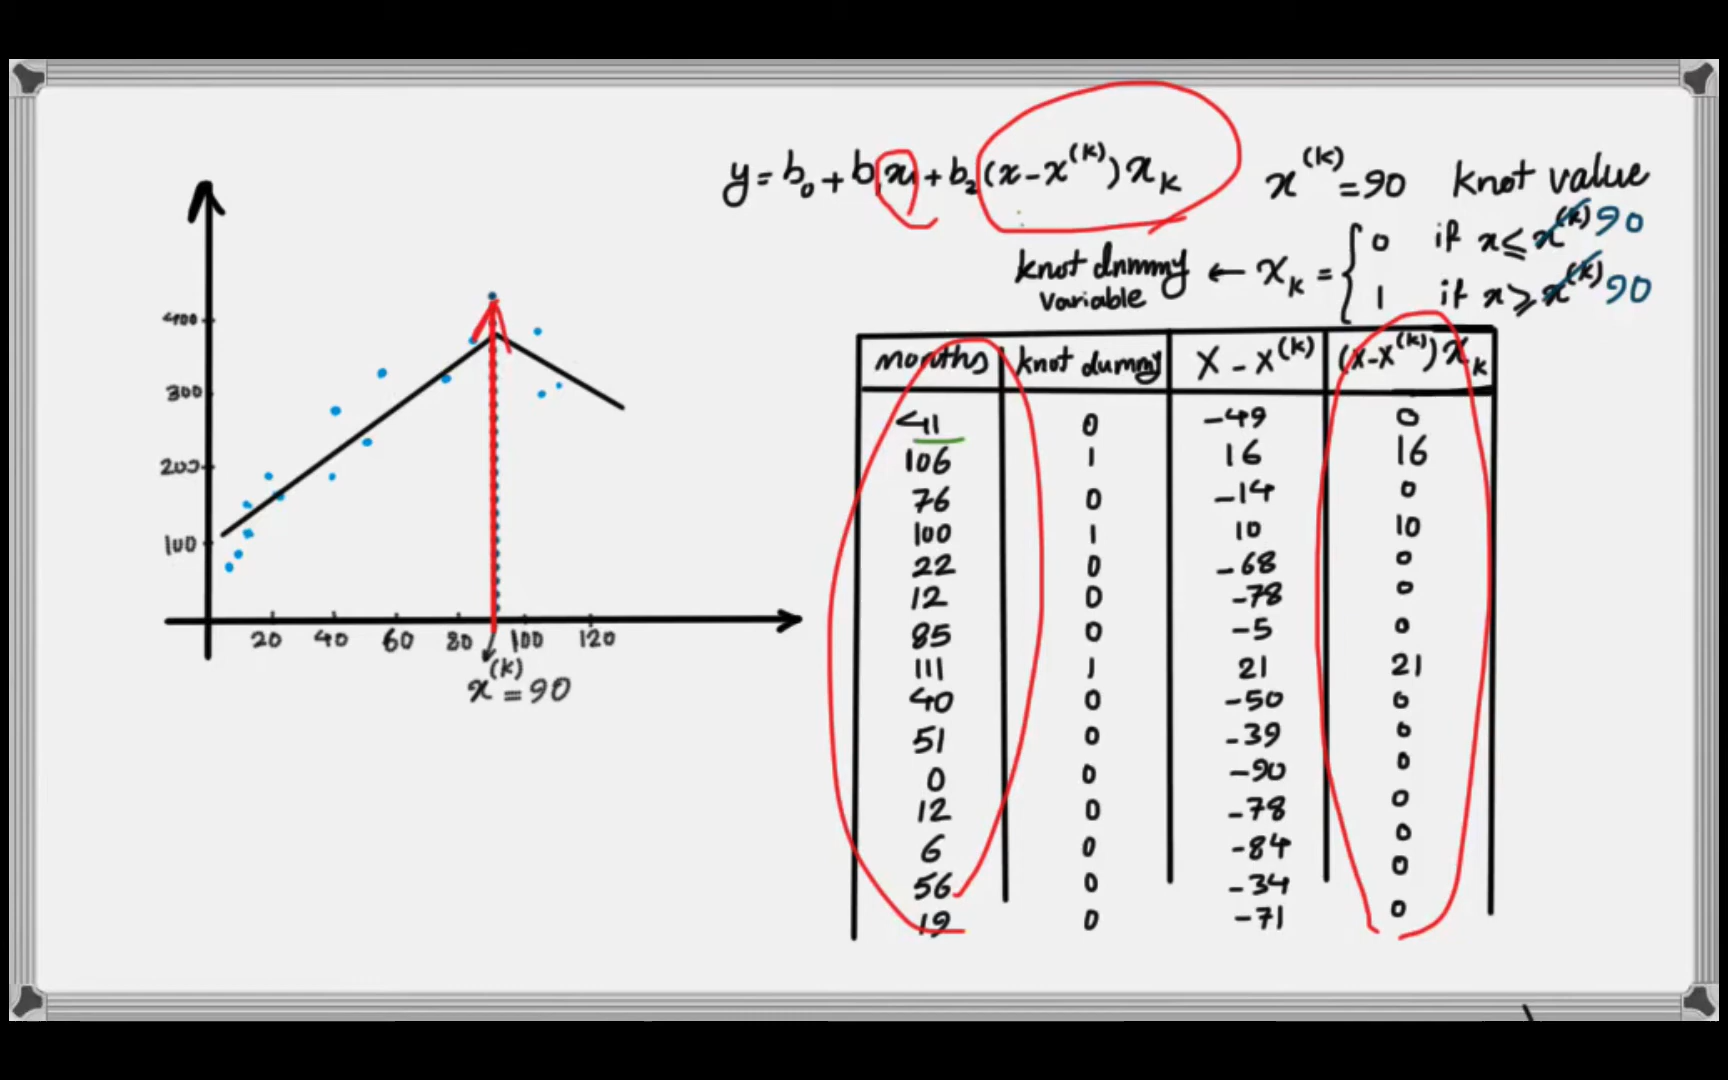 y = b₀ + b₁x + b₂(x - x^(k)) x_k
x^(k) = 90 knot value
knot dummy variable ← x_k = { 0 if x ≤ x^(k) 90
1 if x > x^(k) 90
400
300
200
100
20 40 60 80 100 120
x^(k) = 90
months knot dummy X - X^(k) (x-x^(k)) x_k
41 0 -49 0
106 1 16 16
76 0 -14 0
100 1 10 10
22 0 -68 0
12 0 -78 0
85 0 -5 0
111 1 21 21
40 0 -50 0
51 0 -39 0
0 0 -90 0
12 0 -78 0
6 0 -84 0
56 0 -34 0
19 0 -71 0